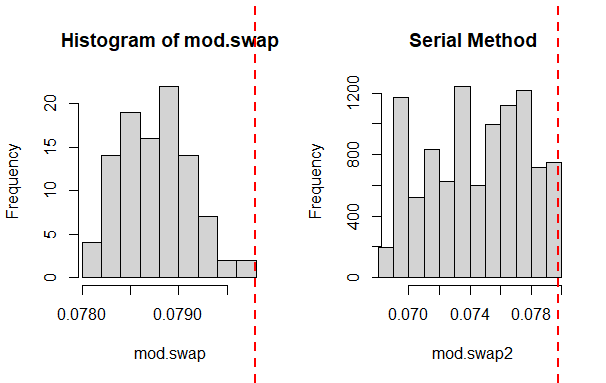 Histogram of mod.swap
Frequency
0
5
10
15
20
0.0780
0.0790
mod.swap
Serial Method
Frequency
0
400
800
1200
0.070
0.074
0.078
mod.swap2